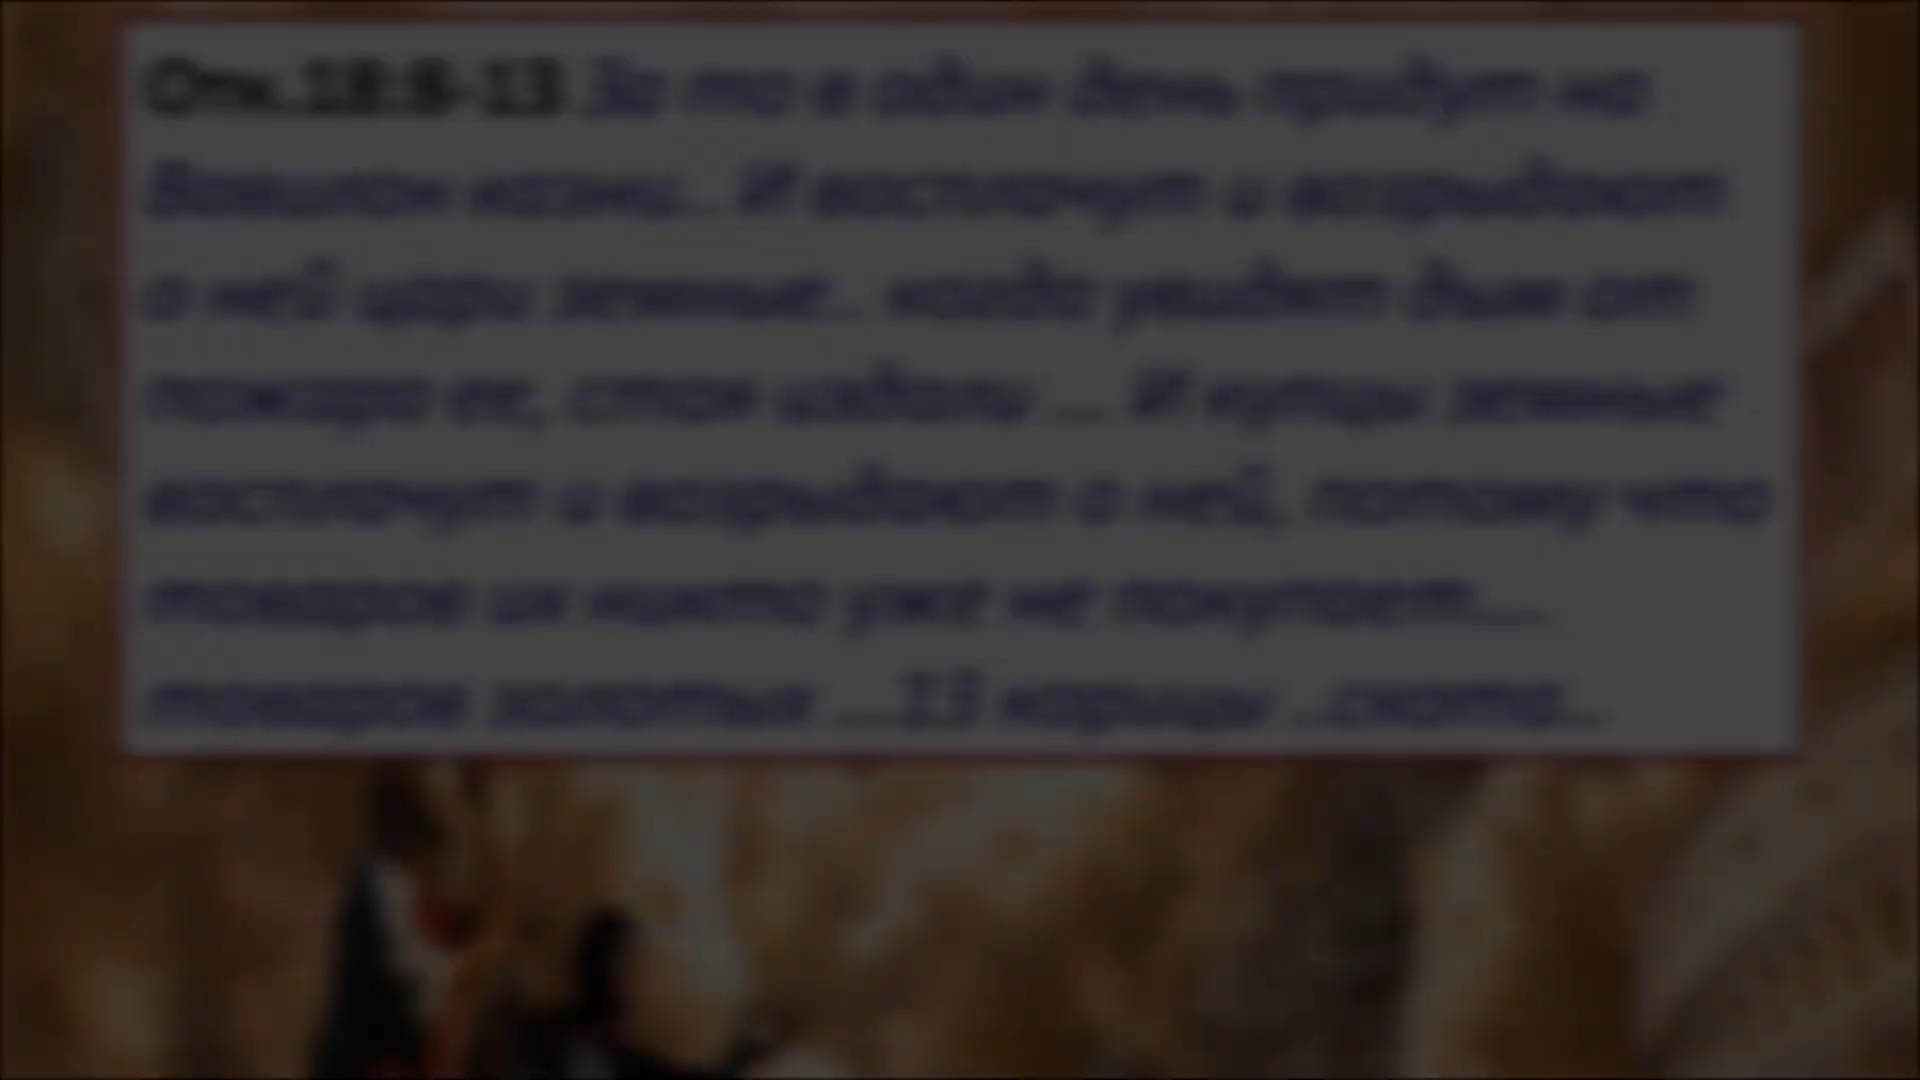 Отк.18:8-13 За то в один день придут на
Вавилон казни.. И восплачут и возрыдают
о ней цари земные.. когда увидят дым от
пожара ее, стоя издали ... И купцы земные
восплачут и возрыдают о ней, потому что
товаров их никто уже не покупает....
товаров золотых ....13 корицы ..скота..